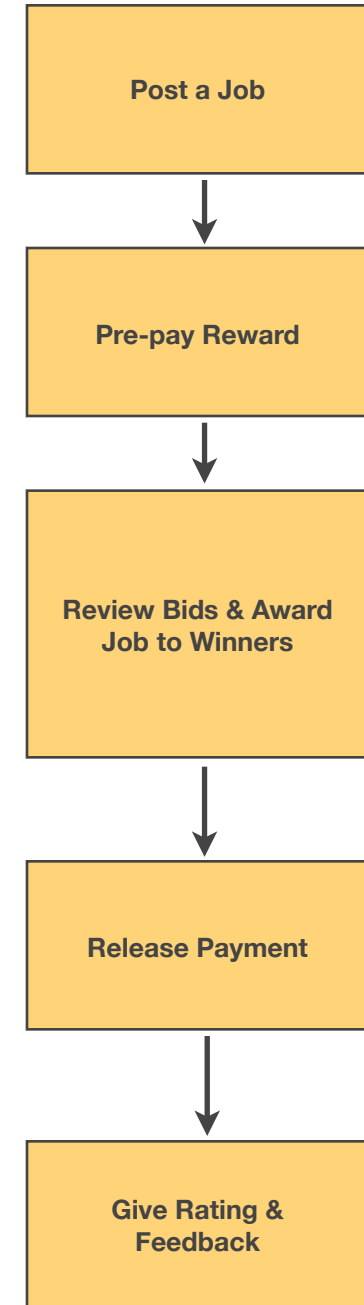 Post a Job
Pre-pay Reward
Review Bids & Award
Job to Winners
Release Payment
Give Rating &
Feedback